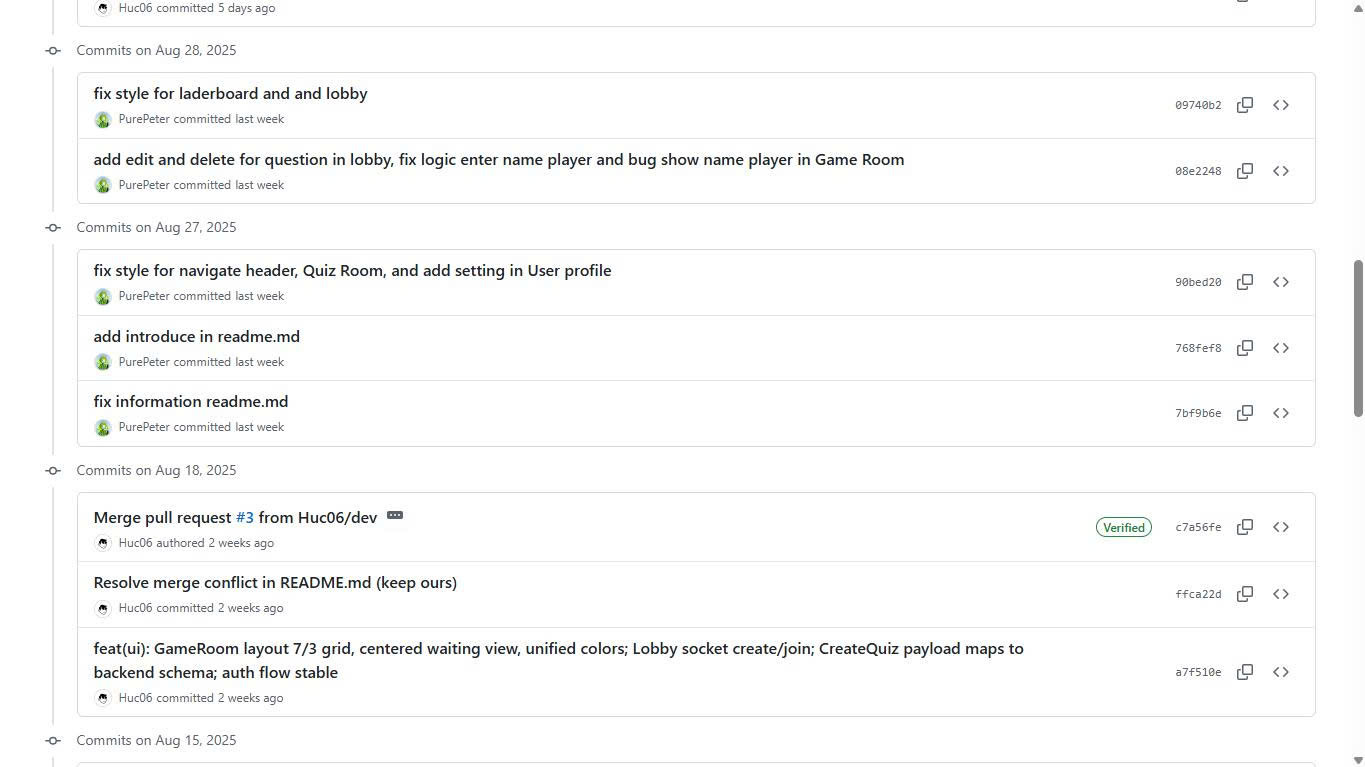 Huc06 committed 5 days ago
Commits on Aug 28, 2025
fix style for laderboard and and lobby
PurePeter committed last week
09740b2
add edit and delete for question in lobby, fix logic enter name player and bug show name player in Game Room
PurePeter committed last week
08e2248
Commits on Aug 27, 2025
fix style for navigate header, Quiz Room, and add setting in User profile
PurePeter committed last week
90bed20
add introduce in readme.md
PurePeter committed last week
768fef8
fix information readme.md
PurePeter committed last week
7bf9b6e
Commits on Aug 18, 2025
Merge pull request #3 from Huc06/dev
Huc06 authored 2 weeks ago
Verified
c7a56fe
Resolve merge conflict in README.md (keep ours)
Huc06 committed 2 weeks ago
ffca22d
feat(ui): GameRoom layout 7/3 grid, centered waiting view, unified colors; Lobby socket create/join; CreateQuiz payload maps to
backend schema; auth flow stable
Huc06 committed 2 weeks ago
a7f510e
Commits on Aug 15, 2025